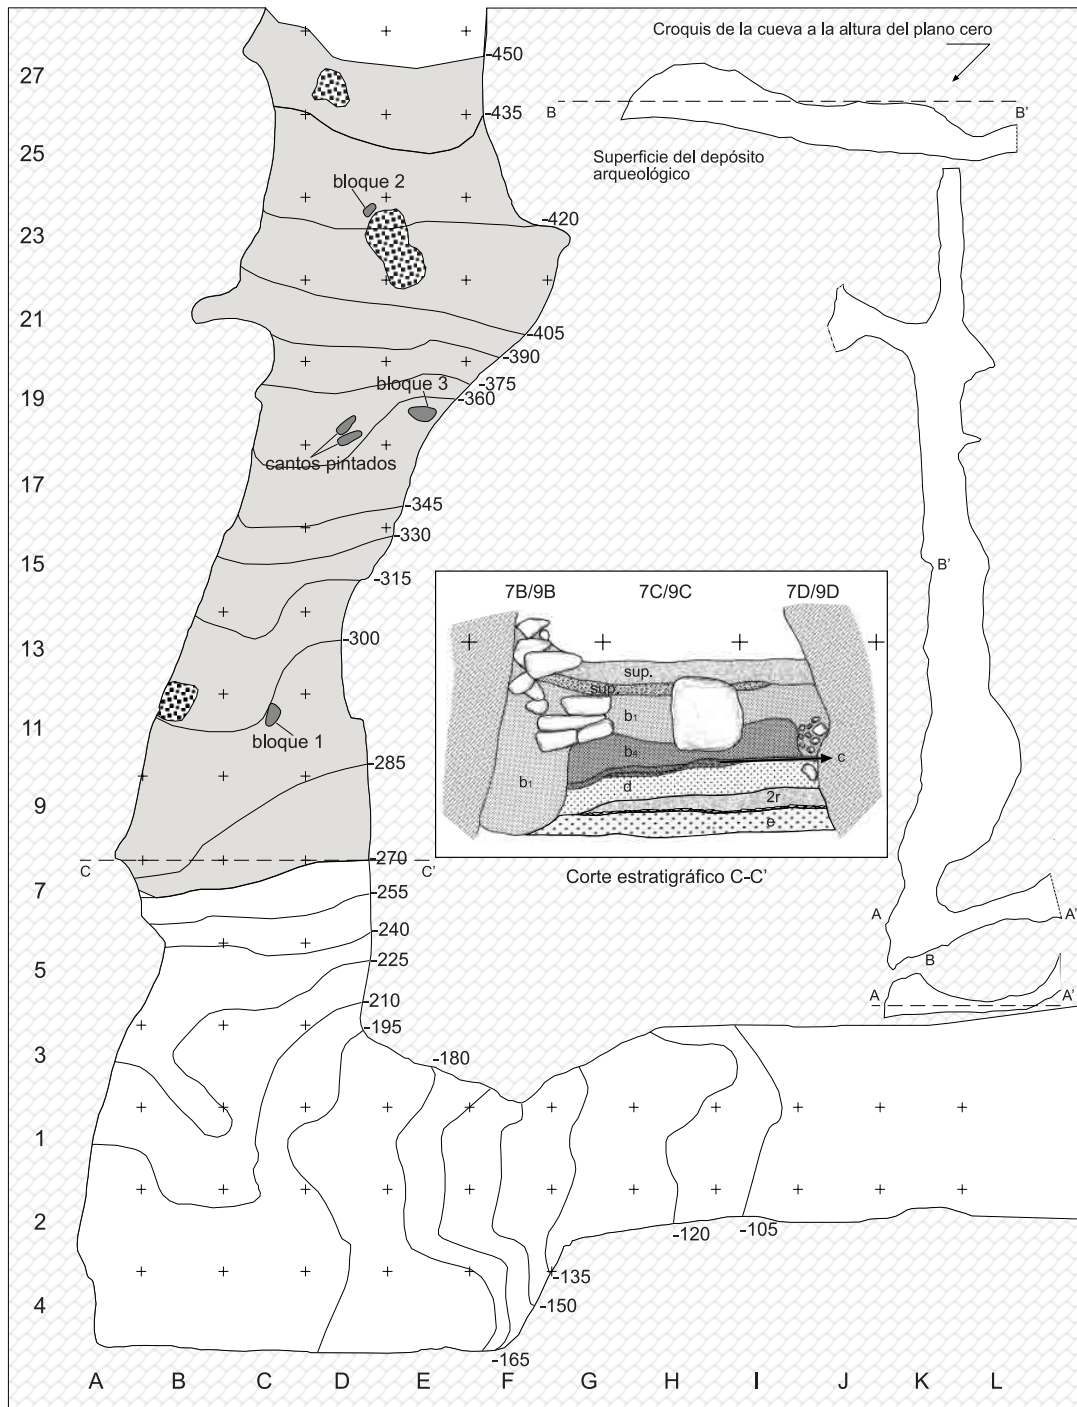 Croquis de la cueva a la altura del plano cero
-450
27
B
B'
-435
25
Superficie del depósito
arqueológico
bloque 2
-420
23
21
-405
-390
-375
bloque 3
19
-360
cantos pintados
17
-345
-330
15
B'
-315
7B/9B 7C/9C 7D/9D
-300
13
sup.
sup.
b1
11
bloque 1
b4
-285
c
b1
d
9
2r
e
C
-270
C'
Corte estratigráfico C-C'
7
-255
A
A'
-240
B
5
-225
A
A'
-210
-195
3
-180
1
2
-120
-105
-135
4
-150
-165
A B C D E F G H I J K L